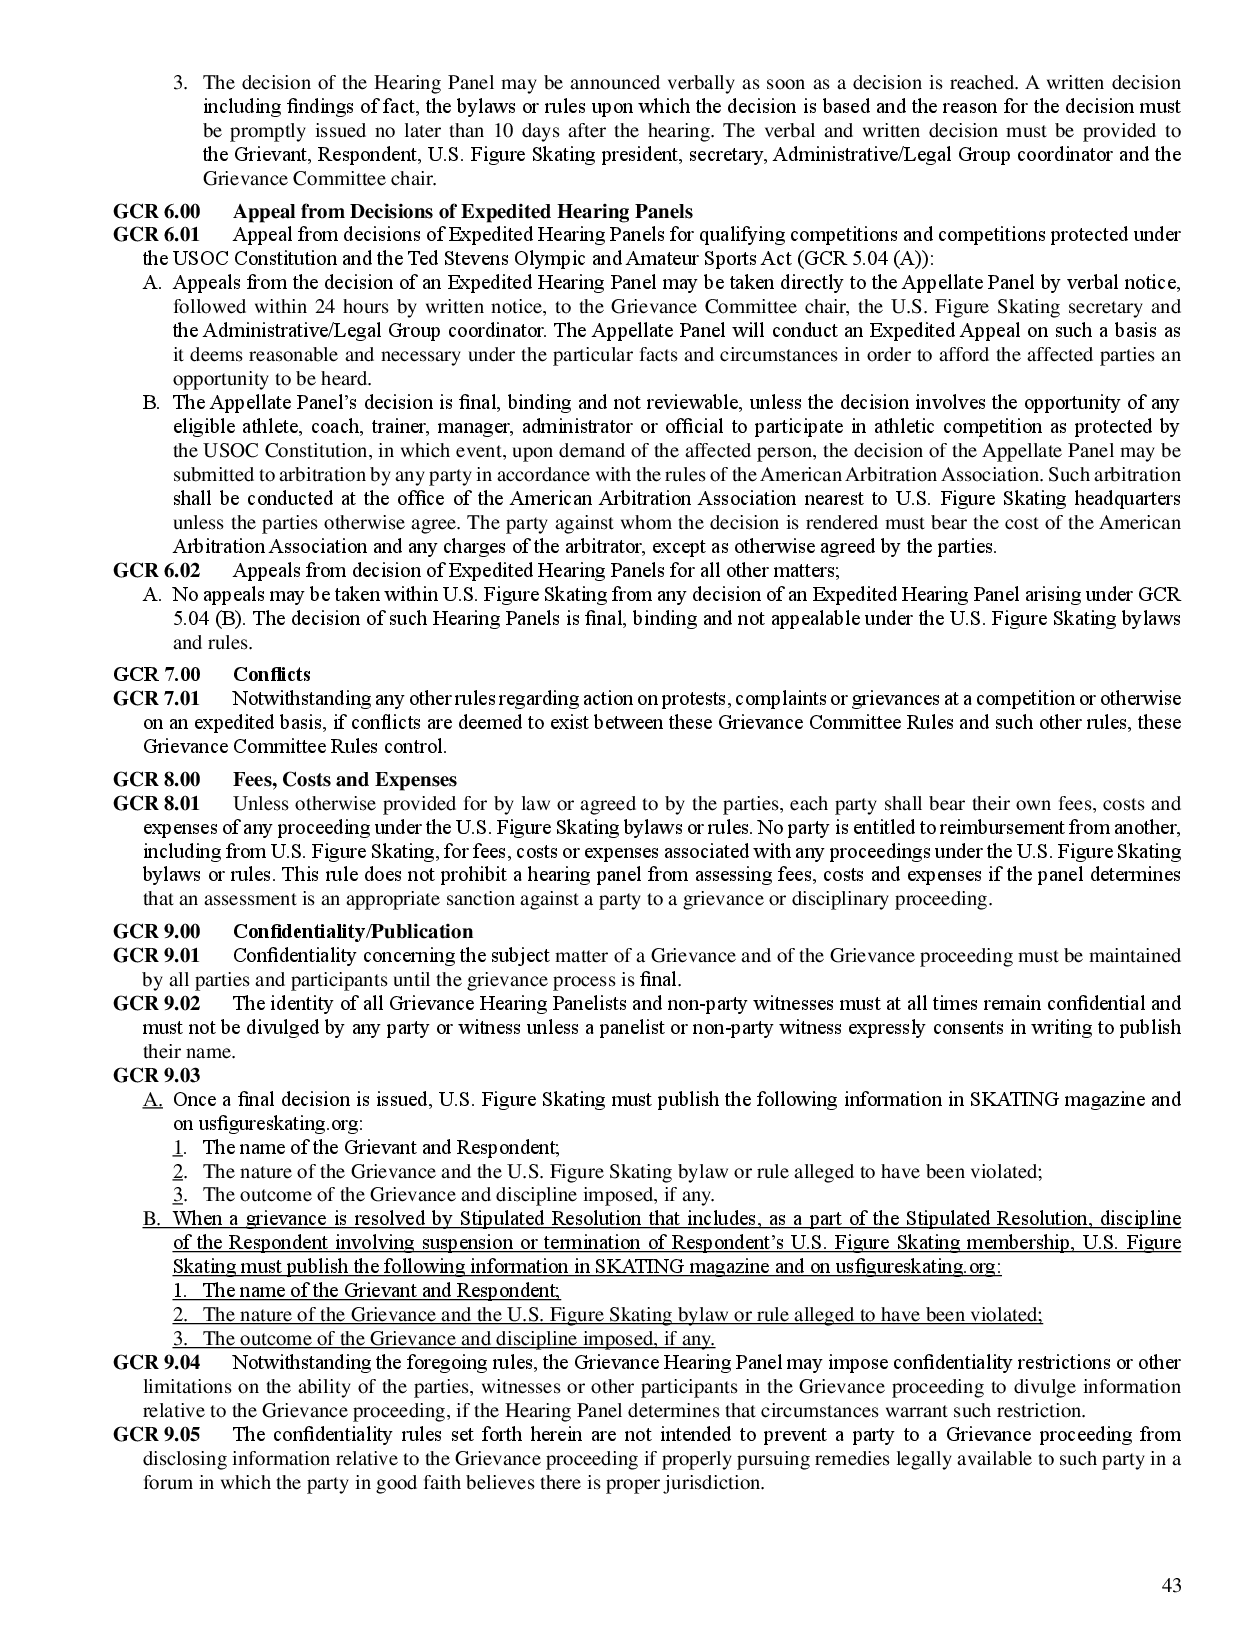 3. The decision of the Hearing Panel may be announced verbally as soon as a decision is reached. A written decision
including findings of fact, the bylaws or rules upon which the decision is based and the reason for the decision must
be promptly issued no later than 10 days after the hearing. The verbal and written decision must be provided to
the Grievant, Respondent, U.S. Figure Skating president, secretary, Administrative/Legal Group coordinator and the
Grievance Committee chair.
GCR 6.00 Appeal from Decisions of Expedited Hearing Panels
GCR 6.01 Appeal from decisions of Expedited Hearing Panels for qualifying competitions and competitions protected under
the USOC Constitution and the Ted Stevens Olympic and Amateur Sports Act (GCR 5.04 (A)):
A. Appeals from the decision of an Expedited Hearing Panel may be taken directly to the Appellate Panel by verbal notice,
followed within 24 hours by written notice, to the Grievance Committee chair, the U.S. Figure Skating secretary and
the Administrative/Legal Group coordinator. The Appellate Panel will conduct an Expedited Appeal on such a basis as
it deems reasonable and necessary under the particular facts and circumstances in order to afford the affected parties an
opportunity to be heard.
B. The Appellate Panel’s decision is final, binding and not reviewable, unless the decision involves the opportunity of any
eligible athlete, coach, trainer, manager, administrator or official to participate in athletic competition as protected by
the USOC Constitution, in which event, upon demand of the affected person, the decision of the Appellate Panel may be
submitted to arbitration by any party in accordance with the rules of the American Arbitration Association. Such arbitration
shall be conducted at the office of the American Arbitration Association nearest to U.S. Figure Skating headquarters
unless the parties otherwise agree. The party against whom the decision is rendered must bear the cost of the American
Arbitration Association and any charges of the arbitrator, except as otherwise agreed by the parties.
GCR 6.02 Appeals from decision of Expedited Hearing Panels for all other matters;
A. No appeals may be taken within U.S. Figure Skating from any decision of an Expedited Hearing Panel arising under GCR
5.04 (B). The decision of such Hearing Panels is final, binding and not appealable under the U.S. Figure Skating bylaws
and rules.
GCR 7.00 Conflicts
GCR 7.01 Notwithstanding any other rules regarding action on protests, complaints or grievances at a competition or otherwise
on an expedited basis, if conflicts are deemed to exist between these Grievance Committee Rules and such other rules, these
Grievance Committee Rules control.
GCR 8.00 Fees, Costs and Expenses
GCR 8.01 Unless otherwise provided for by law or agreed to by the parties, each party shall bear their own fees, costs and
expenses of any proceeding under the U.S. Figure Skating bylaws or rules. No party is entitled to reimbursement from another,
including from U.S. Figure Skating, for fees, costs or expenses associated with any proceedings under the U.S. Figure Skating
bylaws or rules. This rule does not prohibit a hearing panel from assessing fees, costs and expenses if the panel determines
that an assessment is an appropriate sanction against a party to a grievance or disciplinary proceeding.
GCR 9.00 Confidentiality/Publication
GCR 9.01 Confidentiality concerning the subject matter of a Grievance and of the Grievance proceeding must be maintained
by all parties and participants until the grievance process is final.
GCR 9.02 The identity of all Grievance Hearing Panelists and non-party witnesses must at all times remain confidential and
must not be divulged by any party or witness unless a panelist or non-party witness expressly consents in writing to publish
their name.
GCR 9.03
A. Once a final decision is issued, U.S. Figure Skating must publish the following information in SKATING magazine and
on usfigureskating.org:
1. The name of the Grievant and Respondent;
2. The nature of the Grievance and the U.S. Figure Skating bylaw or rule alleged to have been violated;
3. The outcome of the Grievance and discipline imposed, if any.
B. When a grievance is resolved by Stipulated Resolution that includes, as a part of the Stipulated Resolution, discipline
of the Respondent involving suspension or termination of Respondent’s U.S. Figure Skating membership, U.S. Figure
Skating must publish the following information in SKATING magazine and on usfigureskating.org:
1. The name of the Grievant and Respondent;
2. The nature of the Grievance and the U.S. Figure Skating bylaw or rule alleged to have been violated;
3. The outcome of the Grievance and discipline imposed, if any.
GCR 9.04 Notwithstanding the foregoing rules, the Grievance Hearing Panel may impose confidentiality restrictions or other
limitations on the ability of the parties, witnesses or other participants in the Grievance proceeding to divulge information
relative to the Grievance proceeding, if the Hearing Panel determines that circumstances warrant such restriction.
GCR 9.05 The confidentiality rules set forth herein are not intended to prevent a party to a Grievance proceeding from
disclosing information relative to the Grievance proceeding if properly pursuing remedies legally available to such party in a
forum in which the party in good faith believes there is proper jurisdiction.
43